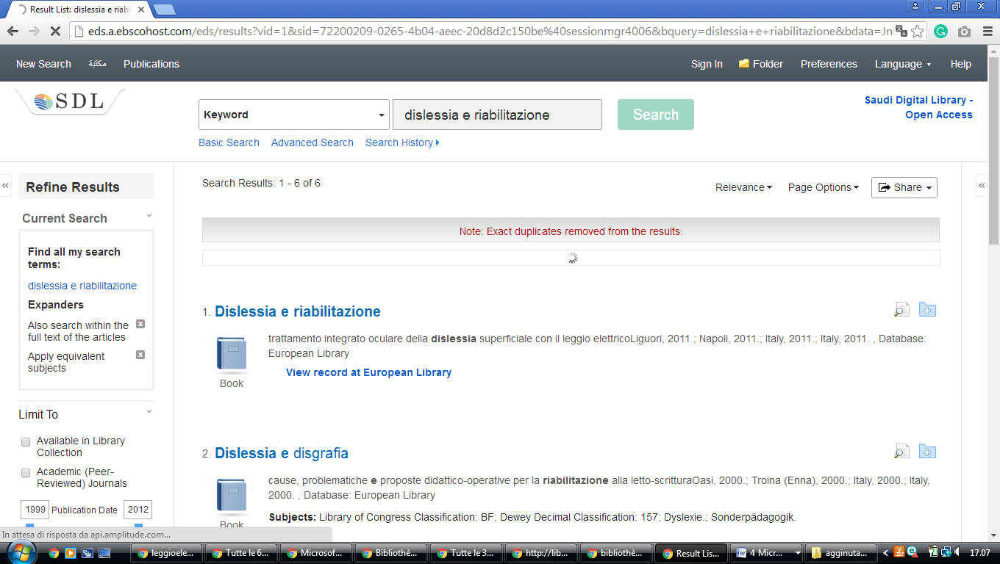 Result List: dislessia e riabi
eds.a.ebscohost.com/eds/results?vid=1&sid=72200209-0265-4b04-aeec-20d8d2c150be%40sessionmgr4006&bquery=dislessia+e+riabilitazione&bdata=JnI
New Search مكتبة Publications Sign In Folder Preferences Language Help
SDL
Keyword dislessia e riabilitazione Search
Saudi Digital Library -
Open Access
Basic Search Advanced Search Search History
Refine Results
Search Results: 1 - 6 of 6
Relevance Page Options Share
Current Search
Note: Exact duplicates removed from the results.
Find all my search
terms:
dislessia e riabilitazione
Expanders
Also search within the
full text of the articles
Apply equivalent
subjects
1. Dislessia e riabilitazione
trattamento integrato oculare della dislessia superficiale con il leggio elettricoLiguori, 2011.; Napoli, 2011.; Italy, 2011.; Italy, 2011. , Database:
European Library
View record at European Library
Book
Limit To
Available in Library
Collection
Academic (Peer-
Reviewed) Journals
1999 Publication Date 2012
2. Dislessia e disgrafia
cause, problematiche e proposte didattico-operative per la riabilitazione alla letto-scritturaOasi, 2000.; Troina (Enna), 2000.; Italy, 2000.; Italy,
2000. , Database: European Library
Subjects: Library of Congress Classification: BF; Dewey Decimal Classification: 157; Dyslexie.; Sonderpädagogik.
Book
In attesa di risposta da api.amplitude.com...
leggioele... Tutte le 6... Microsof... Bibliothè... Tutte le 3... http://lib... bibliothè... Result Lis... 4 Micr... agginuta... 17.07